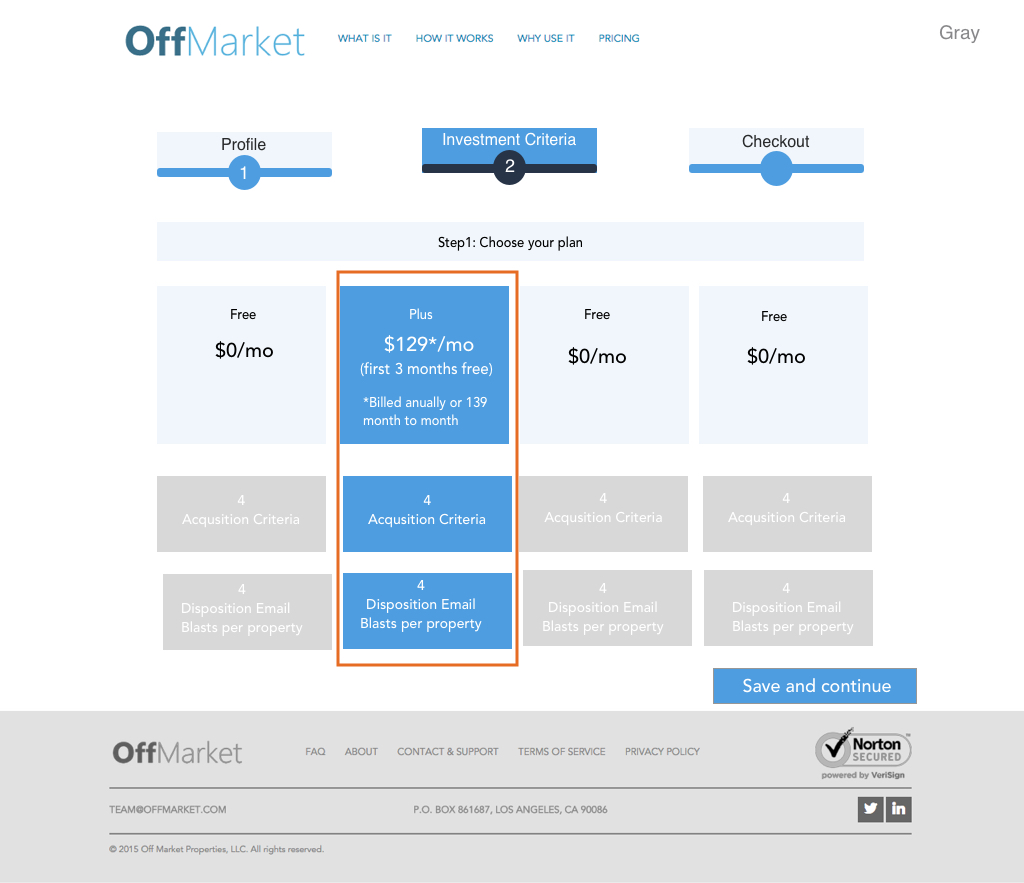 OffMarket
WHAT IS IT HOW IT WORKS WHY USE IT PRICING
Gray
Profile
1
Investment Criteria
2
Checkout
Step1: Choose your plan
Free
$0/mo
Plus
$129*/mo
(first 3 months free)
*Billed anually or 139
month to month
Free
$0/mo
Free
$0/mo
4
Acqusition Criteria
4
Acqusition Criteria
4
Acqusition Criteria
4
Acqusition Criteria
4
Disposition Email
Blasts per property
4
Disposition Email
Blasts per property
4
Disposition Email
Blasts per property
4
Disposition Email
Blasts per property
Save and continue
OffMarket
FAQ ABOUT CONTACT & SUPPORT TERMS OF SERVICE PRIVACY POLICY
Norton
SECURED
powered by VeriSign
TEAM@OFFMARKET.COM
P.O. BOX 861687, LOS ANGELES, CA 90086
in
© 2015 Off Market Properties, LLC. All rights reserved.